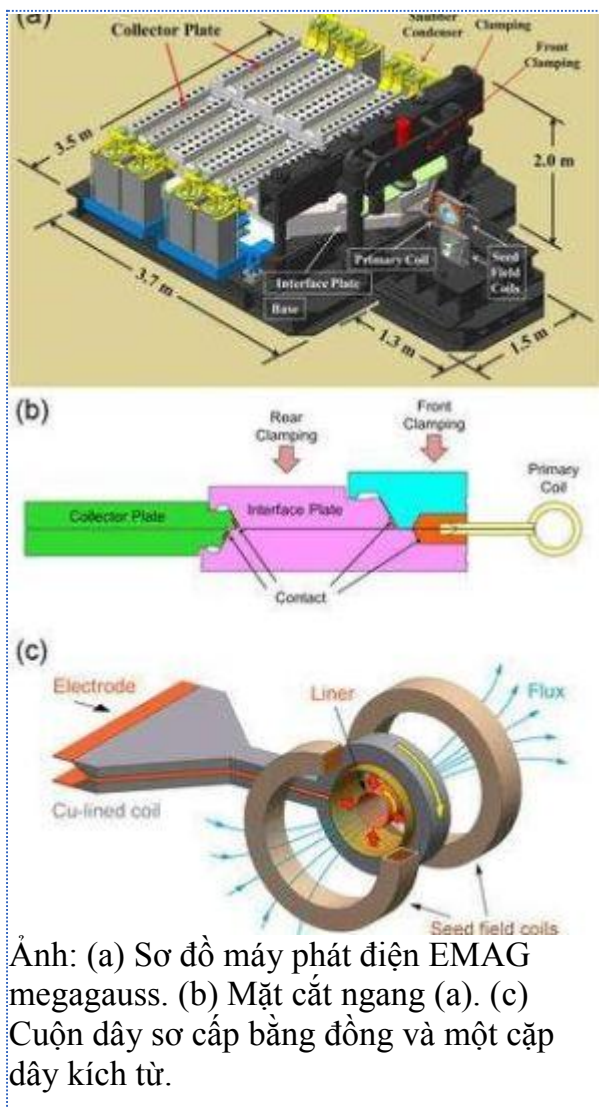 (a)
Collector Plate
Snubber
Condenser
Clamping
Front
Clamping
3.5 m
2.0 m
3.7 m
Primary Coil
Seed
Field
Coils
Interface Plate
Base
1.3 m
1.5 m
(b)
Rear
Clamping
Front
Clamping
Primary
Coil
Collector Plate
Interface Plate
Contact
(c)
Electrode
Liner
Flux
Cu-lined coil
Seed field coils
Ảnh: (a) Sơ đồ máy phát điện EMAG
megagauss. (b) Mặt cắt ngang (a). (c)
Cuộn dây sơ cấp bằng đồng và một cặp
dây kích từ.